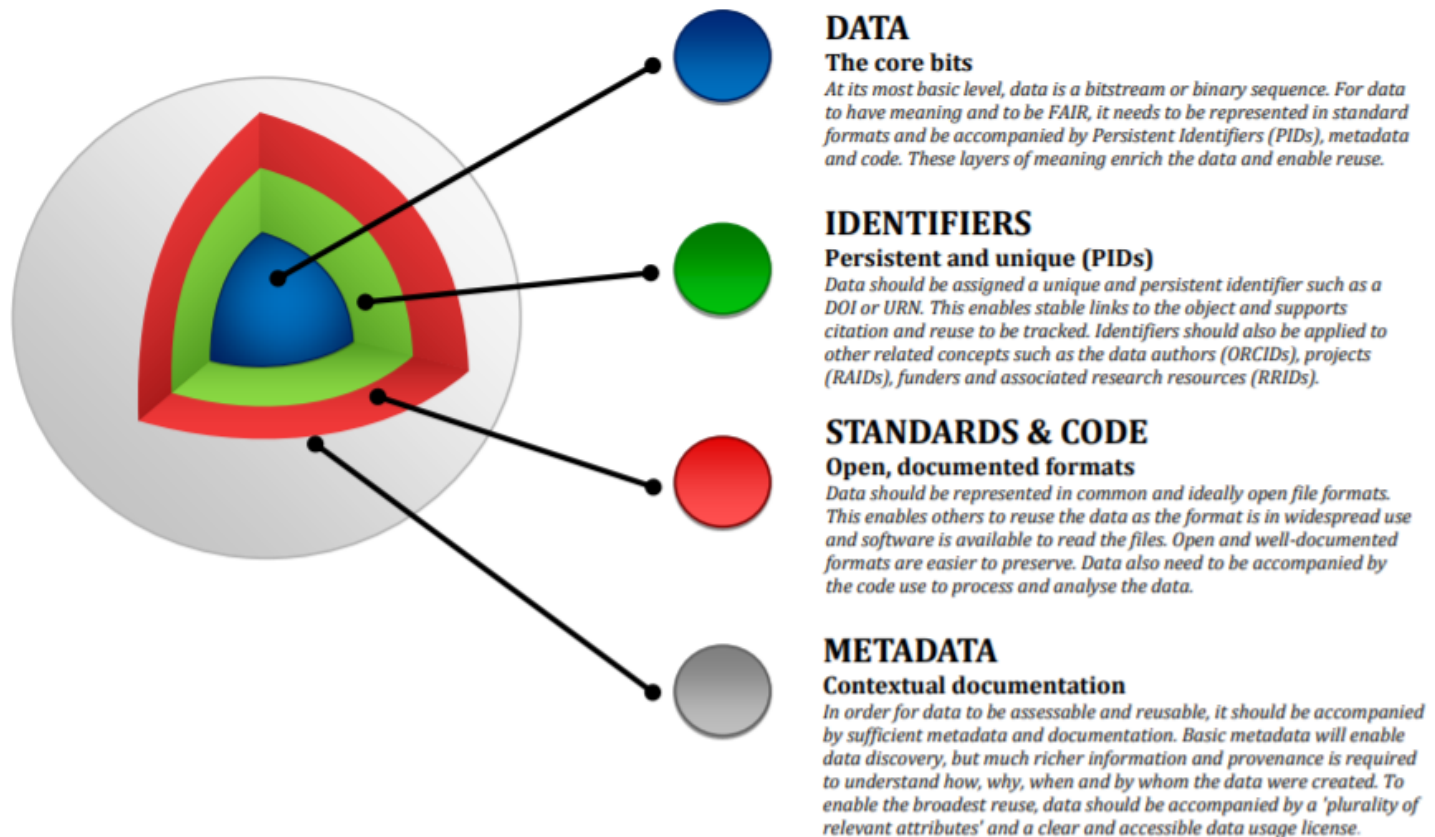 DATA
The core bits
At its most basic level, data is a bitstream or binary sequence. For data
to have meaning and to be FAIR, it needs to be represented in standard
formats and be accompanied by Persistent Identifiers (PIDs), metadata
and code. These layers of meaning enrich the data and enable reuse.
IDENTIFIERS
Persistent and unique (PIDs)
Data should be assigned a unique and persistent identifier such as a
DOI or URN. This enables stable links to the object and supports
citation and reuse to be tracked. Identifiers should also be applied to
other related concepts such as the data authors (ORCIDs), projects
(RAIDs), funders and associated research resources (RRIDs).
STANDARDS & CODE
Open, documented formats
Data should be represented in common and ideally open file formats.
This enables others to reuse the data as the format is in widespread use
and software is available to read the files. Open and well-documented
formats are easier to preserve. Data also need to be accompanied by
the code use to process and analyse the data.
METADATA
Contextual documentation
In order for data to be assessable and reusable, it should be accompanied
by sufficient metadata and documentation. Basic metadata will enable
data discovery, but much richer information and provenance is required
to understand how, why, when and by whom the data were created. To
enable the broadest reuse, data should be accompanied by a 'plurality of
relevant attributes' and a clear and accessible data usage license.